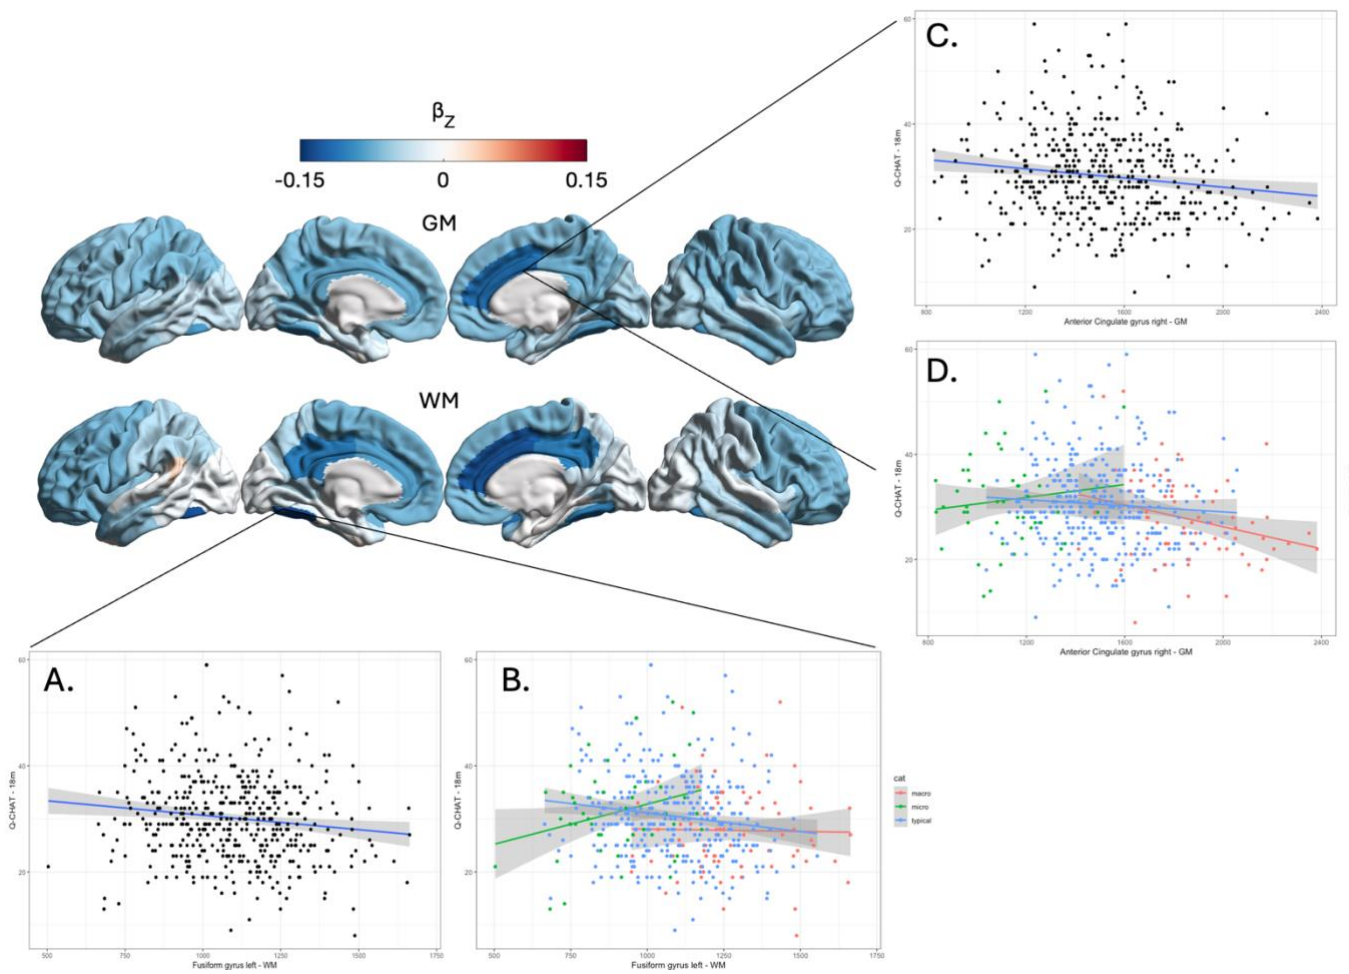 β_Z
-0.15 0 0.15
GM
WM
C.
60
40
20
Q-CHAT - 18m
800 1200 1600 2000 2400
Anterior Cingulate gyrus right - GM
D.
60
40
20
Q-CHAT - 18m
800 1200 1600 2000 2400
Anterior Cingulate gyrus right - GM
A.
60
40
20
Q-CHAT - 18m
500 750 1000 1250 1500 1750
Fusiform gyrus left - WM
B.
60
40
20
Q-CHAT - 18m
500 750 1000 1250 1500 1750
Fusiform gyrus left - WM
cat
macro
micro
typical